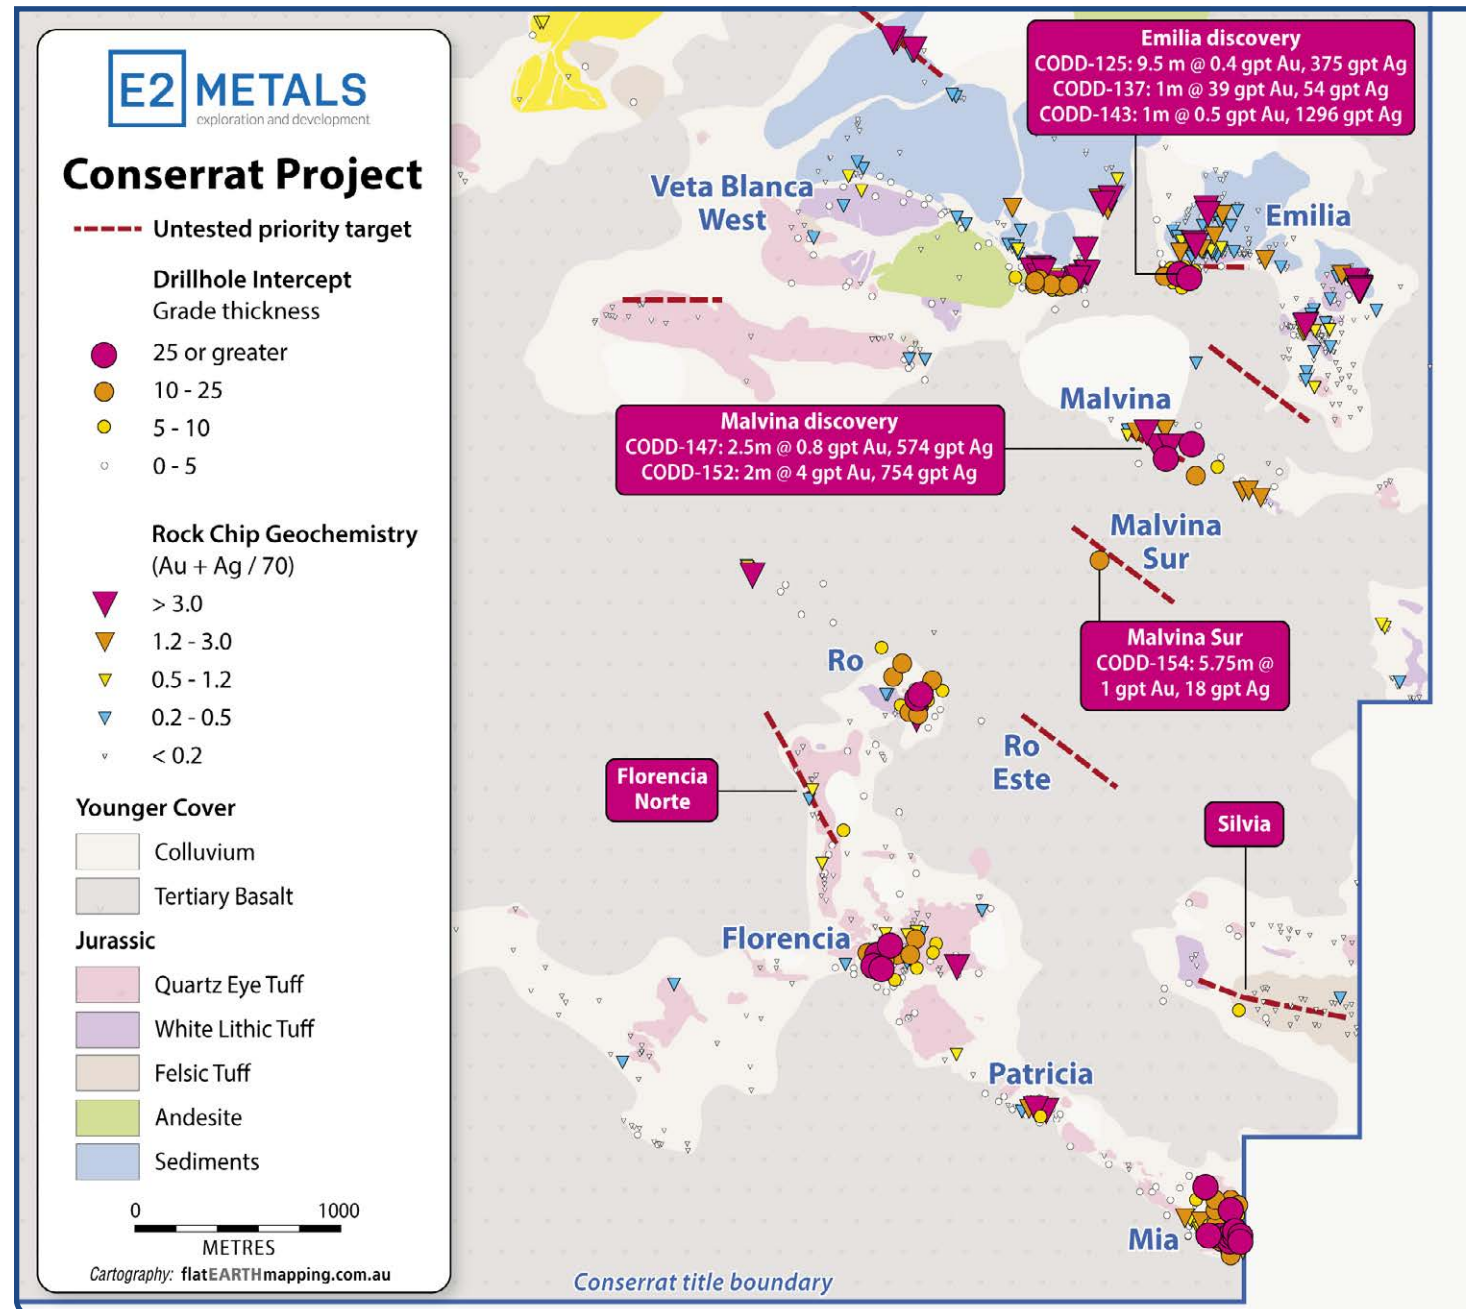 E2 METALS
exploration and development
Conserrat Project
Untested priority target
Drillhole Intercept
Grade thickness
25 or greater
10 - 25
5 - 10
0 - 5
Rock Chip Geochemistry
(Au + Ag / 70)
> 3.0
1.2 - 3.0
0.5 - 1.2
0.2 - 0.5
< 0.2
Younger Cover
Colluvium
Tertiary Basalt
Jurassic
Quartz Eye Tuff
White Lithic Tuff
Felsic Tuff
Andesite
Sediments
0 1000
METRES
Cartography: flatEARTHmapping.com.au
Emilia discovery
CODD-125: 9.5 m @ 0.4 gpt Au, 375 gpt Ag
CODD-137: 1m @ 39 gpt Au, 54 gpt Ag
CODD-143: 1m @ 0.5 gpt Au, 1296 gpt Ag
Veta Blanca
West
Emilia
Malvina
Malvina discovery
CODD-147: 2.5m @ 0.8 gpt Au, 574 gpt Ag
CODD-152: 2m @ 4 gpt Au, 754 gpt Ag
Malvina
Sur
Malvina Sur
CODD-154: 5.75m @
1 gpt Au, 18 gpt Ag
Ro
Ro
Este
Florencia
Norte
Silvia
Florencia
Patricia
Mia
Conserrat title boundary